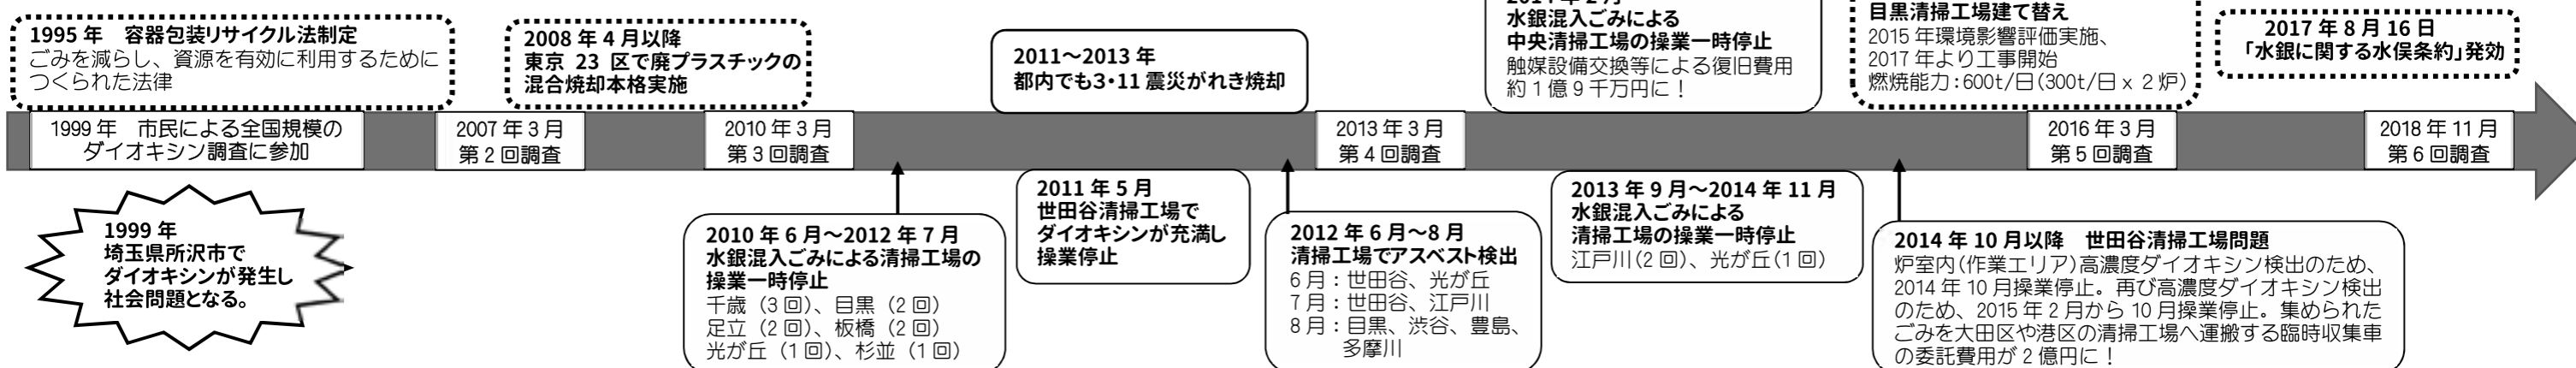 1995 年　容器包装リサイクル法制定
ごみを減らし、資源を有効に利用するために
つくられた法律
2008 年 4 月以降
東京 23 区で廃プラスチックの
混合焼却本格実施
2011～2013 年
都内でも3・11 震災がれき焼却
2014 年 2 月
水銀混入ごみによる
中央清掃工場の操業一時停止
触媒設備交換等による復旧費用
約 1 億 9 千万円に！
目黒清掃工場建て替え
2015 年環境影響評価実施、
2017 年より工事開始
燃焼能力：600t/日（300t/日 x 2 炉）
2017 年 8 月 16 日
「水銀に関する水俣条約」発効
1999 年　市民による全国規模の
ダイオキシン調査に参加
2007 年 3 月
第 2 回調査
2010 年 3 月
第 3 回調査
2013 年 3 月
第 4 回調査
2016 年 3 月
第 5 回調査
2018 年 11 月
第 6 回調査
1999 年
埼玉県所沢市で
ダイオキシンが発生し
社会問題となる。
2010 年 6 月～2012 年 7 月
水銀混入ごみによる清掃工場の
操業一時停止
千歳（3 回）、目黒（2 回）
足立（2 回）、板橋（2 回）
光が丘（1 回）、杉並（1 回）
2011 年 5 月
世田谷清掃工場で
ダイオキシンが充満し
操業停止
2012 年 6 月～8 月
清掃工場でアスベスト検出
6 月：世田谷、光が丘
7 月：世田谷、江戸川
8 月：目黒、渋谷、豊島、
多摩川
2013 年 9 月～2014 年 11 月
水銀混入ごみによる
清掃工場の操業一時停止
江戸川（2 回）、光が丘（1 回）
2014 年 10 月以降　世田谷清掃工場問題
炉室内（作業エリア）高濃度ダイオキシン検出のため、
2014 年 10 月操業停止。再び高濃度ダイオキシン検出
のため、2015 年 2 月から 10 月操業停止。集められた
ごみを大田区や港区の清掃工場へ運搬する臨時収集車
の委託費用が 2 億円に！